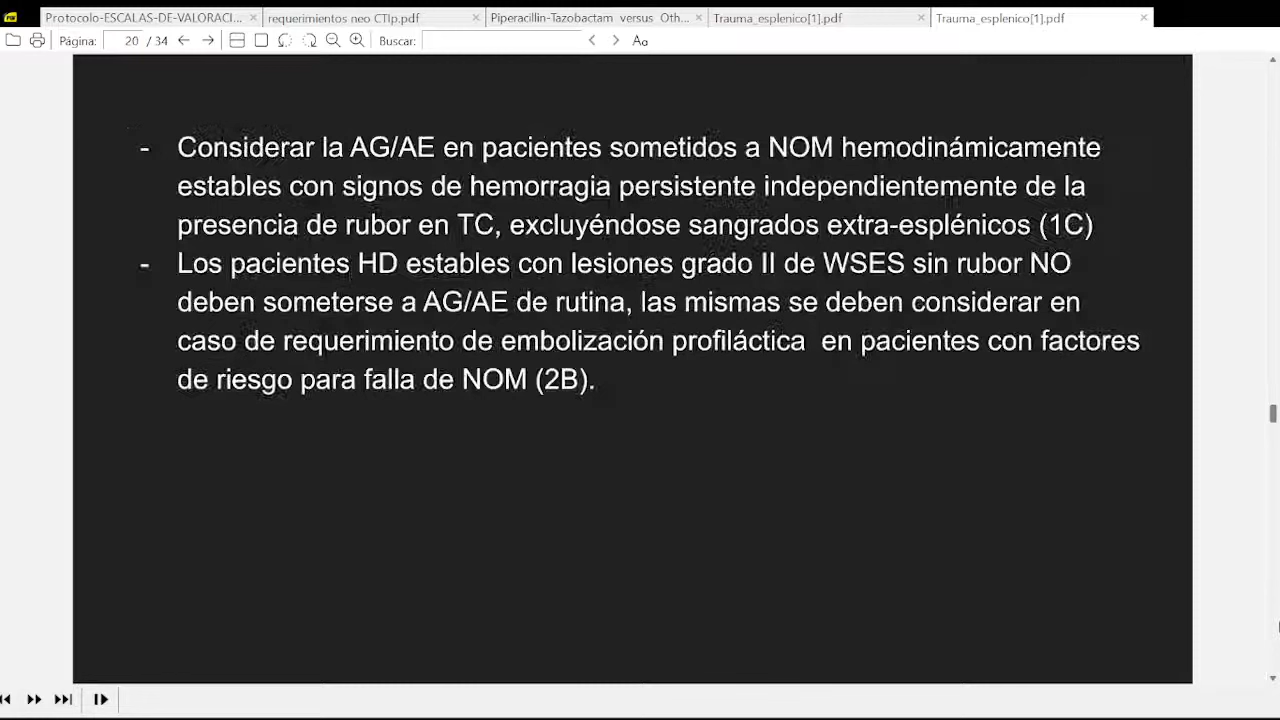 Protocolo-ESCALAS-DE-VALORACI...
requerimientos neo CTIp.pdf
Piperacillin-Tazobactam versus Oth...
Trauma_esplenico[1].pdf
Trauma_esplenico[1].pdf
Página: 20 / 34
Buscar:
- Considerar la AG/AE en pacientes sometidos a NOM hemodinámicamente
estables con signos de hemorragia persistente independientemente de la
presencia de rubor en TC, excluyéndose sangrados extra-esplénicos (1C)
- Los pacientes HD estables con lesiones grado II de WSES sin rubor NO
deben someterse a AG/AE de rutina, las mismas se deben considerar en
caso de requerimiento de embolización profiláctica en pacientes con factores
de riesgo para falla de NOM (2B).